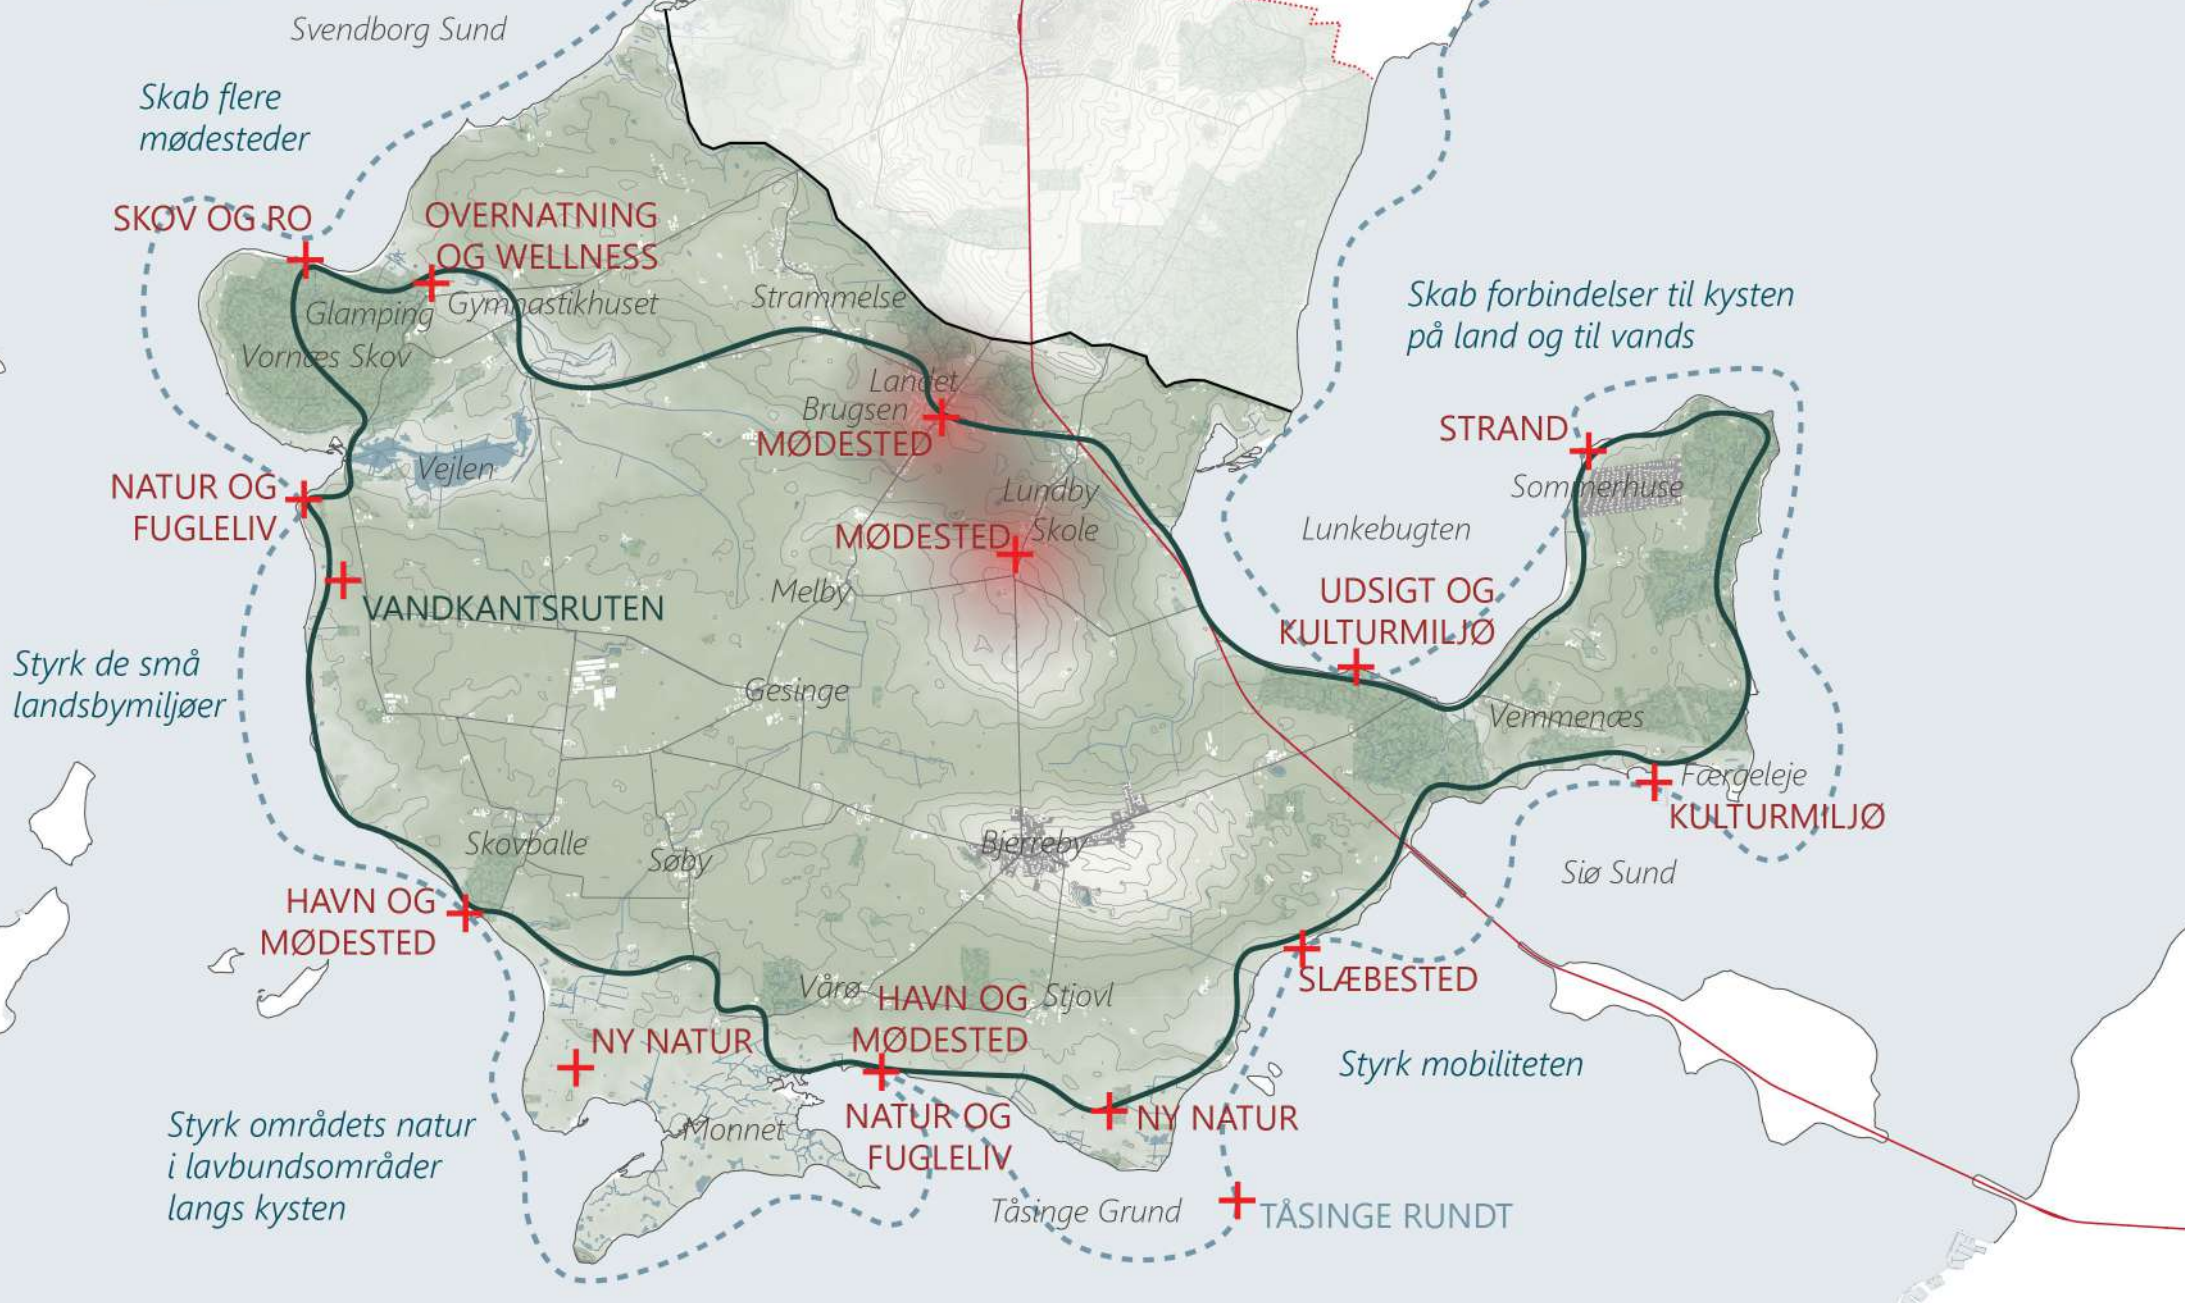 Svendborg Sund
Skab flere
mødesteder
SKOV OG RO
OVERNATNING
OG WELLNESS
Glamping
Gymnastikhuset
Strammelse
Vornæs Skov
Skab forbindelser til kysten
på land og til vands
Landet
Brugsen
MØDESTED
STRAND
Sommerhuse
NATUR OG
FUGLELIV
Vejlen
Lundby
Skole
MØDESTED
Lunkebugten
VANDKANTSRUTEN
Melby
UDSIGT OG
KULTURMILJØ
Styrk de små
landsbymiljøer
Gesinge
Vemmenæs
Færgeleje
KULTURMILJØ
Skovballe
Søby
Bjerreby
Siø Sund
HAVN OG
MØDESTED
Vårø
HAVN OG
MØDESTED
Stjovl
SLÆBESTED
NY NATUR
Styrk mobiliteten
Styrk områdets natur
i lavbundsområder
langs kysten
Monnet
NATUR OG
FUGLELIV
NY NATUR
Tåsinge Grund
TÅSINGE RUNDT